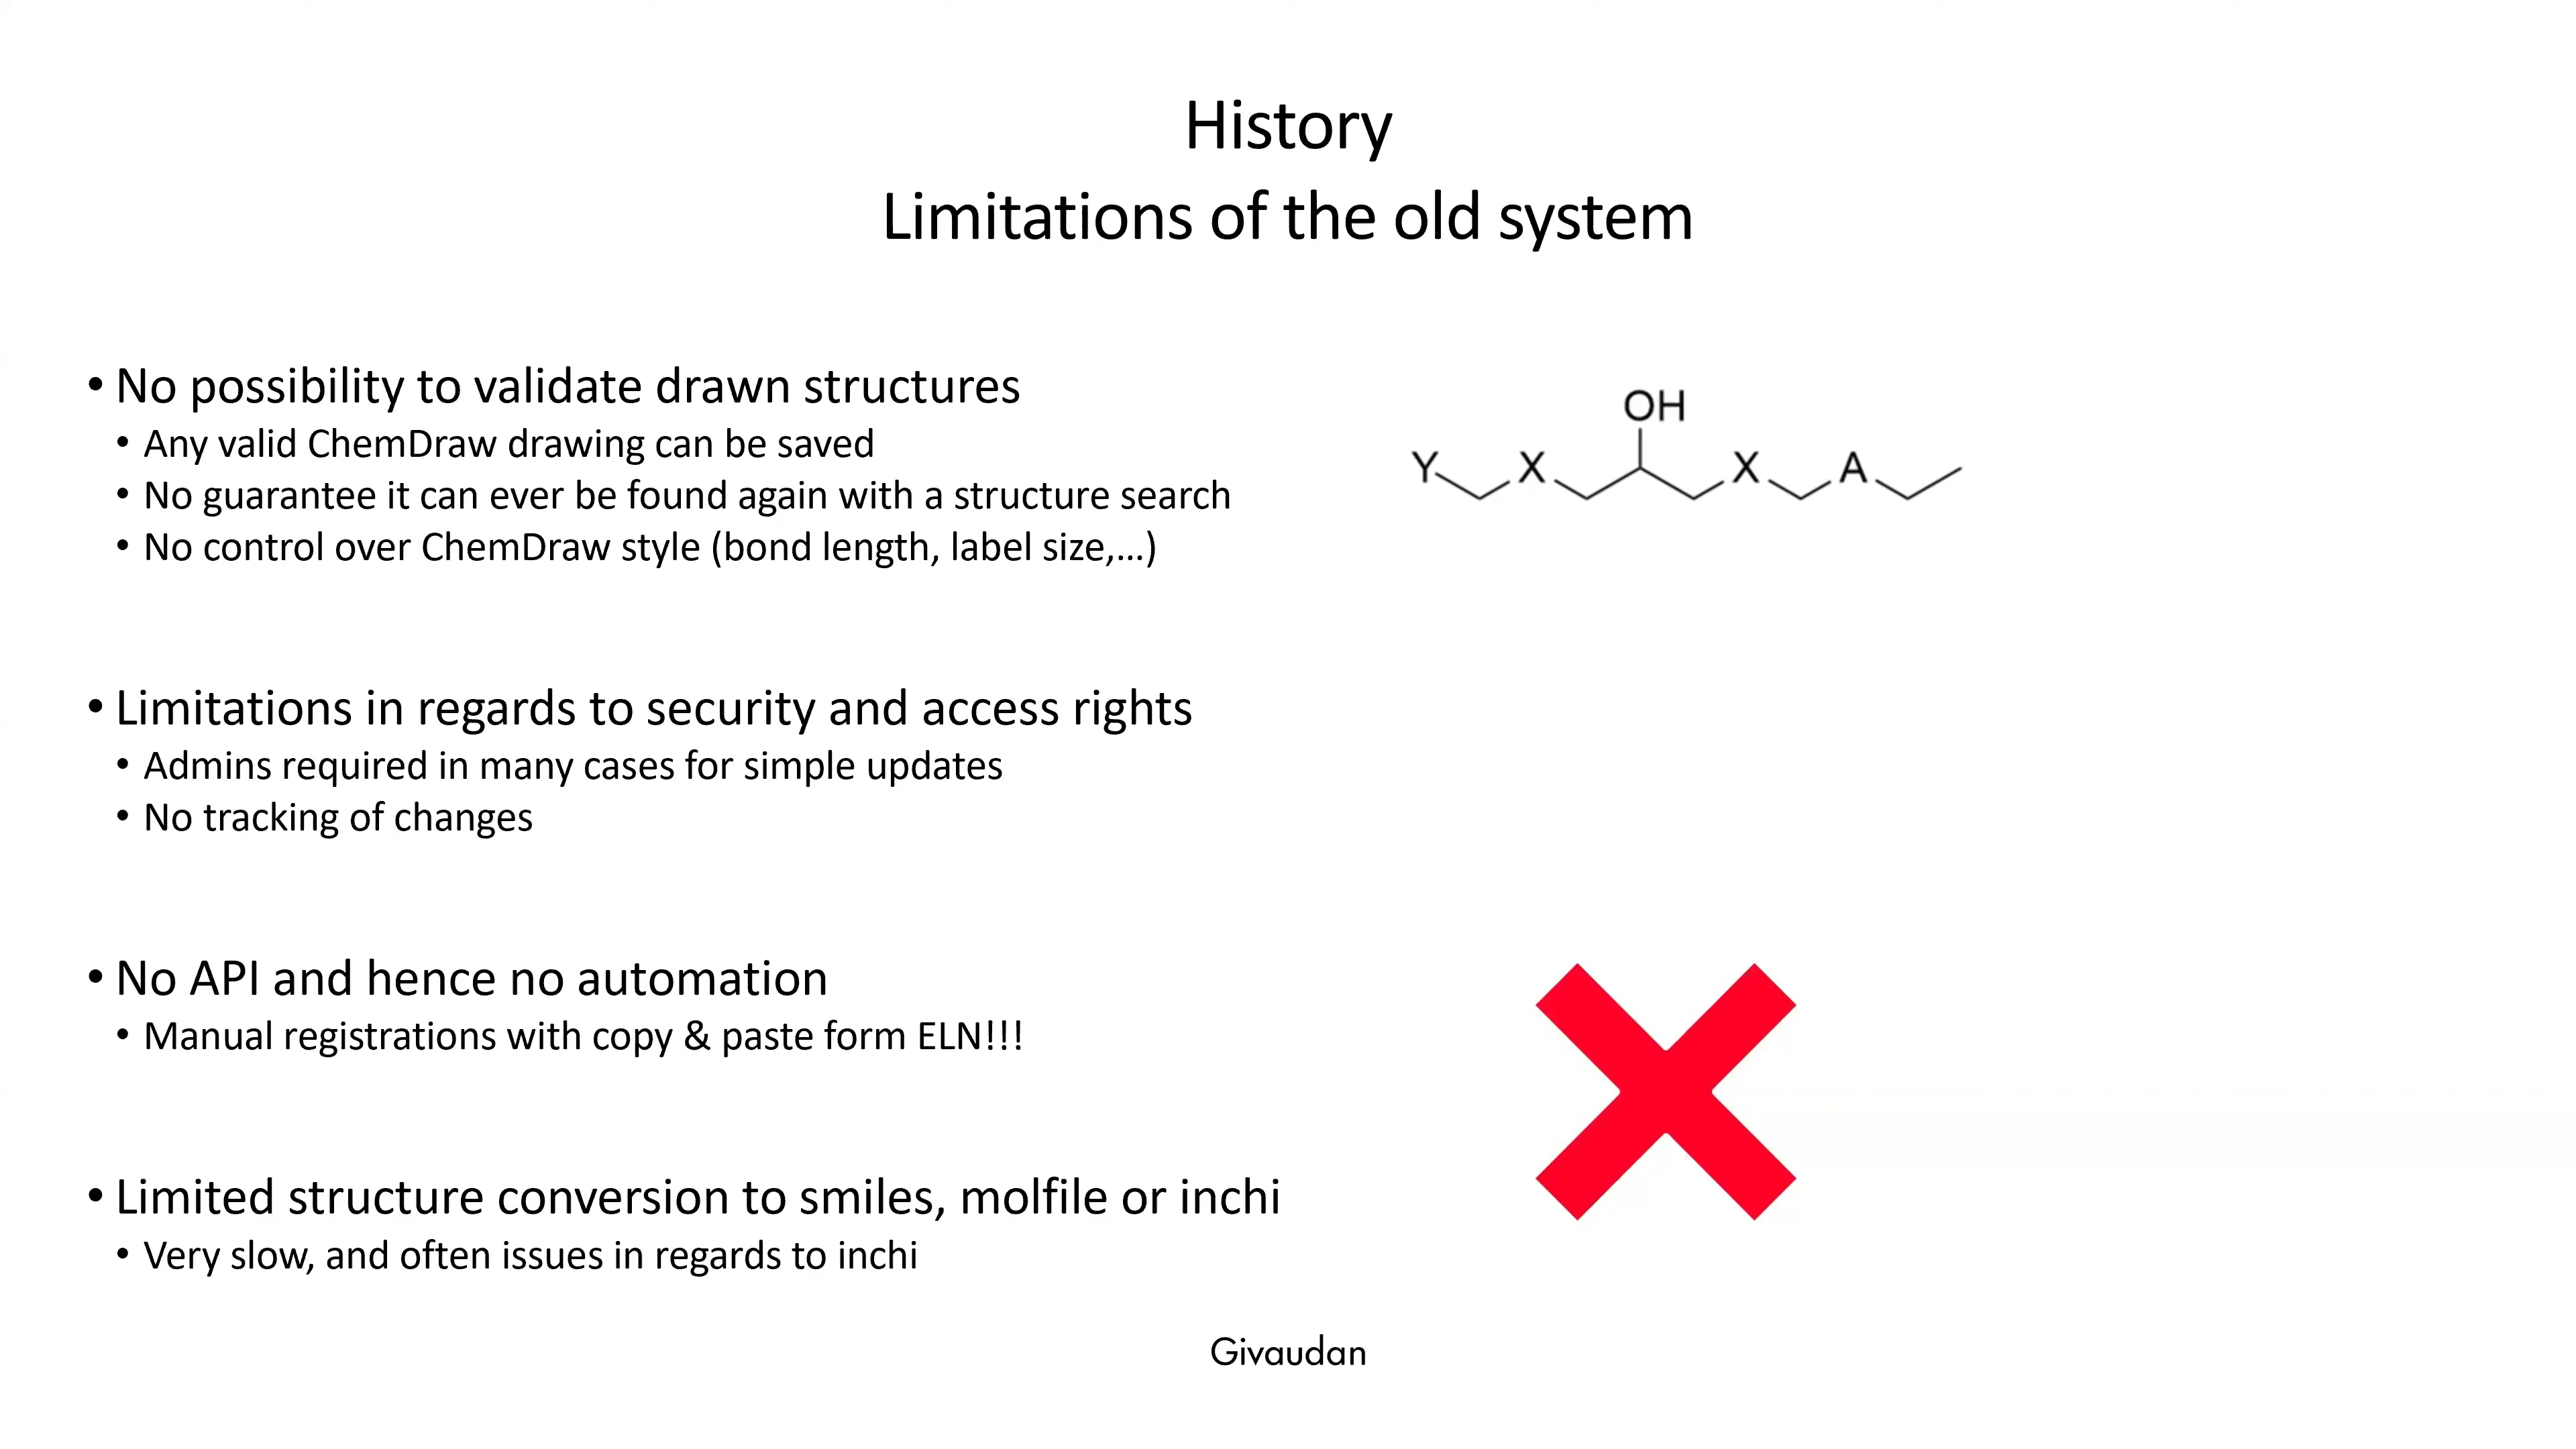 History
Limitations of the old system
• No possibility to validate drawn structures
• Any valid ChemDraw drawing can be saved
• No guarantee it can ever be found again with a structure search
• No control over ChemDraw style (bond length, label size,...)
OH
Y X X A
• Limitations in regards to security and access rights
• Admins required in many cases for simple updates
• No tracking of changes
• No API and hence no automation
• Manual registrations with copy & paste form ELN!!!
• Limited structure conversion to smiles, molfile or inchi
• Very slow, and often issues in regards to inchi
Givaudan